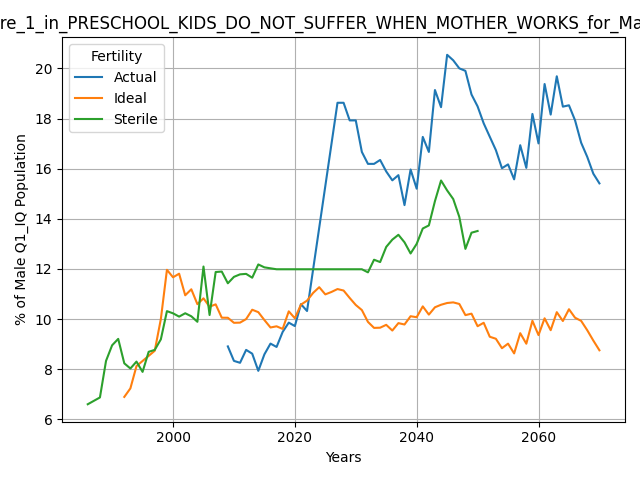 re_1_in_PRESCHOOL_KIDS_DO_NOT_SUFFER_WHEN_MOTHER_WORKS_for_Ma
Fertility
Actual
Ideal
Sterile
% of Male Q1_IQ Population
20
18
16
14
12
10
8
6
2000 2020 2040 2060
Years